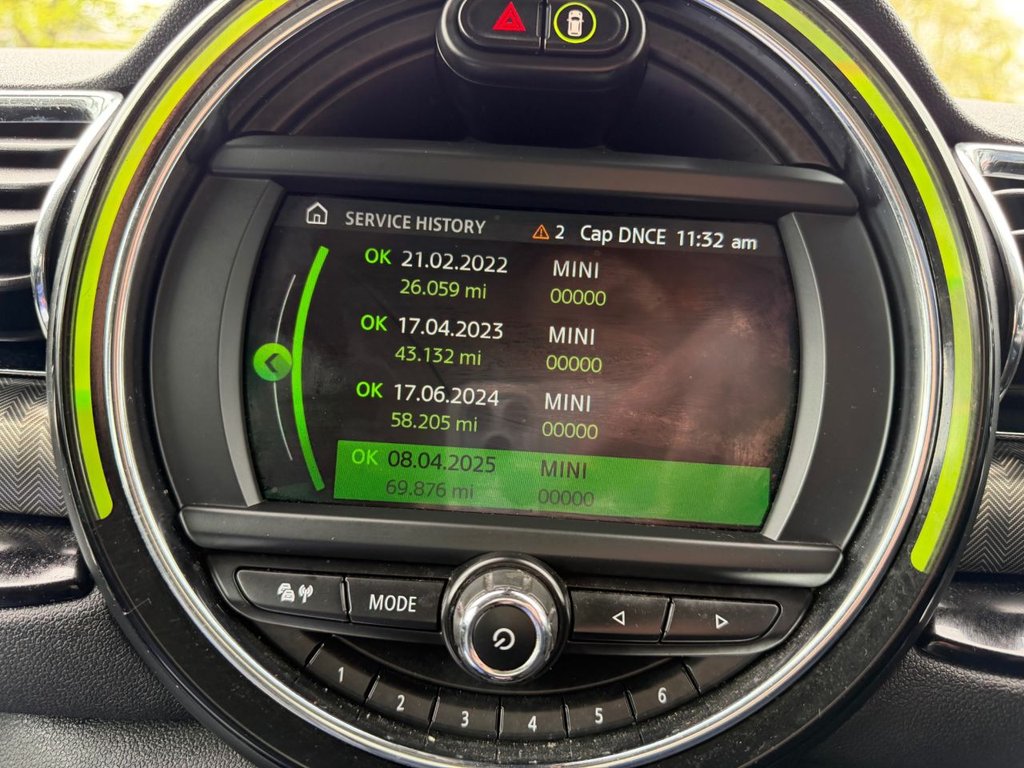 SERVICE HISTORY 2 Cap DNCE 11:32 am
OK 21.02.2022 MINI
26.059 mi 00000
OK 17.04.2023 MINI
43.132 mi 00000
OK 17.06.2024 MINI
58.205 mi 00000
OK 08.04.2025 MINI
69.876 mi 00000
MODE
1 2 3 4 5 6